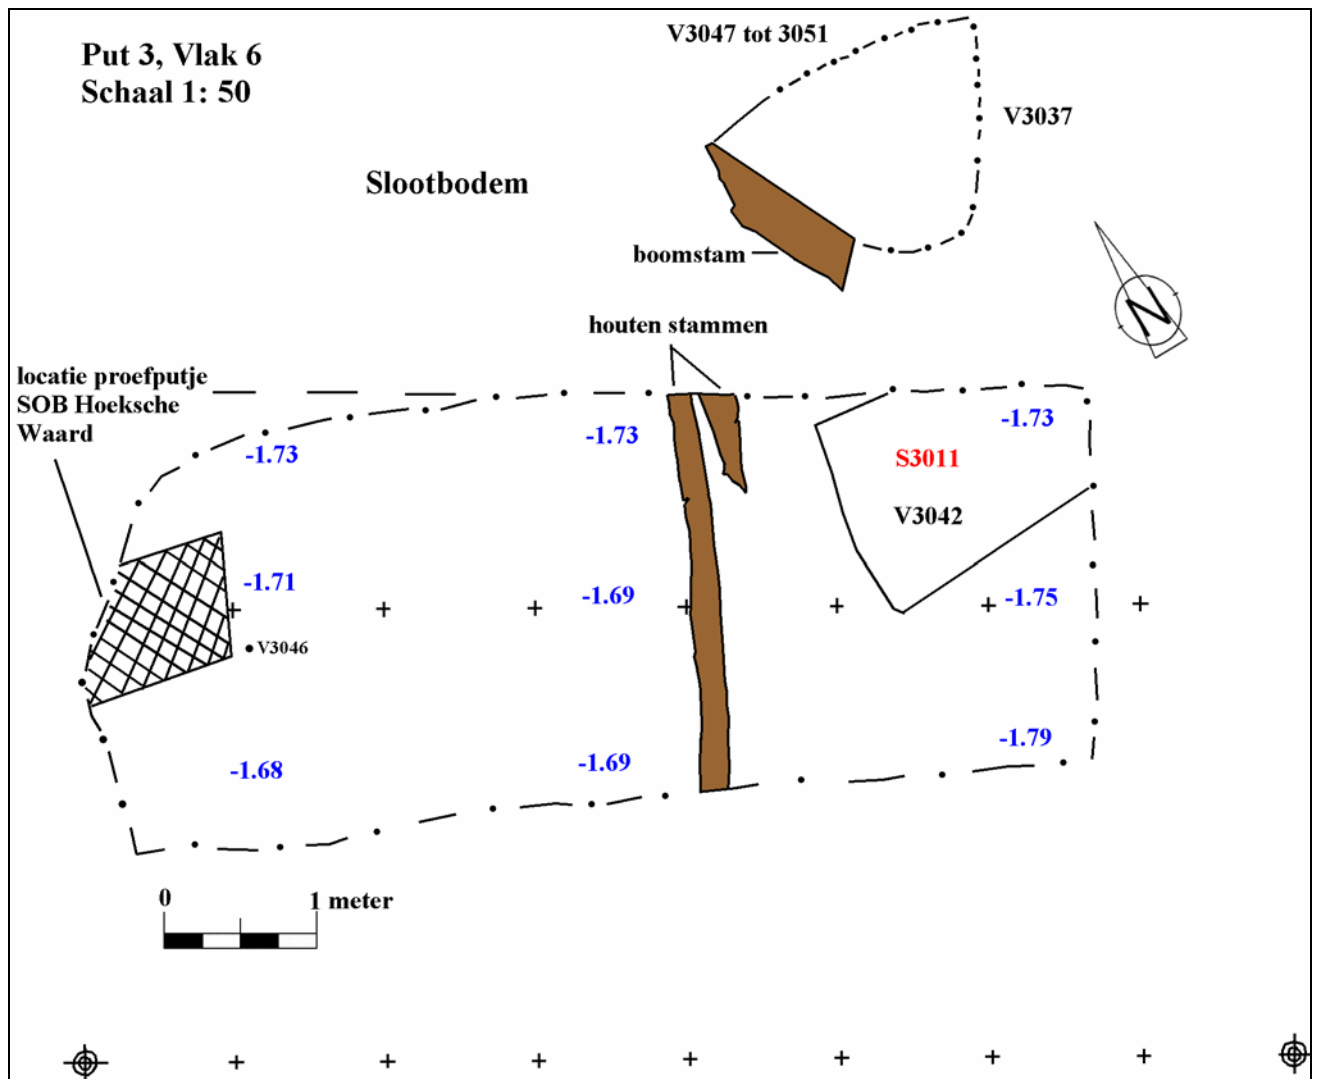 Put 3, Vlak 6
Schaal 1: 50
V3047 tot 3051
V3037
Slootbodem
boomstam
N
houten stammen
locatie proefputje
SOB Hoeksche
Waard
-1.73
-1.73
-1.73
S3011
V3042
-1.71
-1.69
-1.75
V3046
-1.68
-1.69
-1.79
0
1 meter